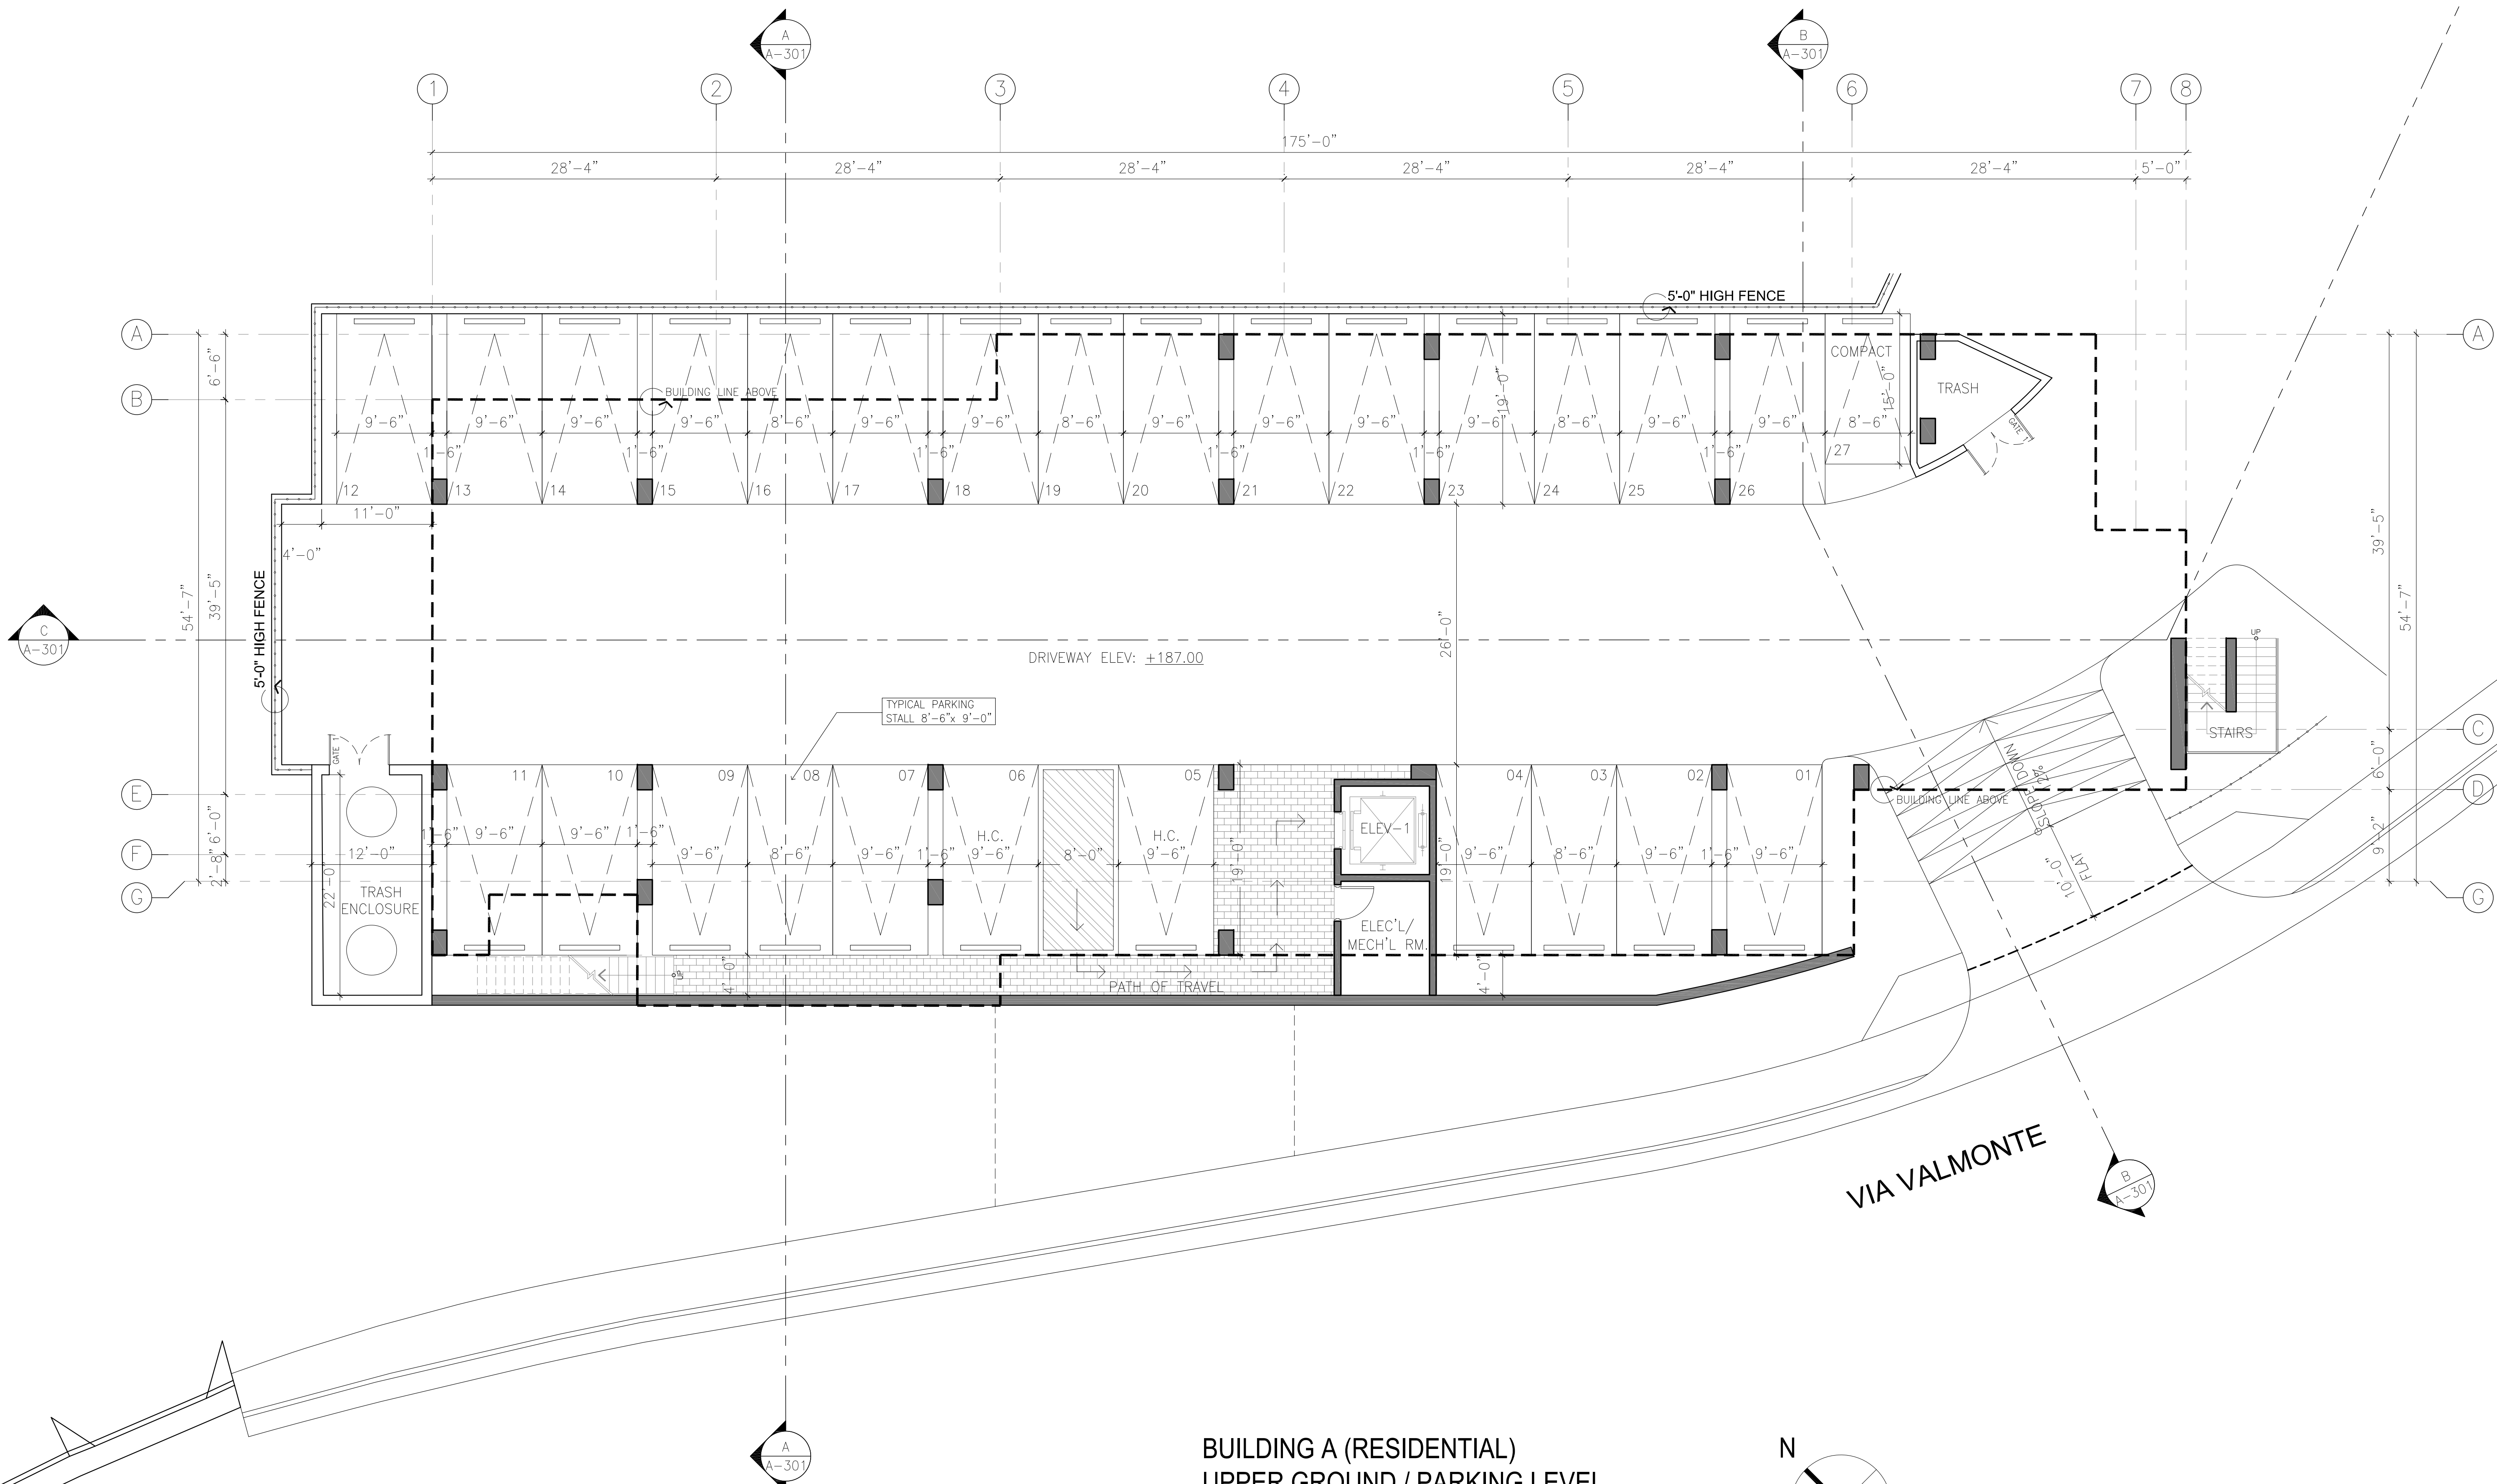 A
A-301
B
A-301
1
2
3
4
5
6
7
8
175'-0"
28'-4"
28'-4"
28'-4"
28'-4"
28'-4"
28'-4"
5'-0"
5'-0" HIGH FENCE
A
A
6'-6"
B
BUILDING LINE ABOVE
COMPACT
TRASH
GATE 1'
19'-0"
15'-0"
9'-6"
9'-6"
9'-6"
9'-6"
8'-6"
9'-6"
9'-6"
8'-6"
9'-6"
9'-6"
9'-6"
9'-6"
8'-6"
9'-6"
9'-6"
8'-6"
1'-6"
1'-6"
1'-6"
1'-6"
1'-6"
1'-6"
27
12
13
14
15
16
17
18
19
20
21
22
23
24
25
26
11'-0"
4'-0"
39'-5"
54'-7"
39'-5"
54'-7"
5'-0" HIGH FENCE
C
A-301
26'-0"
DRIVEWAY ELEV: +187.00
TYPICAL PARKING
STALL 8'-6"x 9'-0"
UP
STAIRS
C
6'-0"
D
9'-2"
G
GATE 1'
11
10
09
08
07
06
05
04
03
02
01
E
6'-0"
F
2'-8"
G
BUILDING LINE ABOVE
SLOPE DOWN
FLAT
10'-0"
ELEV-1
H.C.
H.C.
1'-6"
9'-6"
9'-6"
1'-6"
12'-0"
9'-6"
8'-6"
9'-6"
1'-6"
9'-6"
8'-0"
9'-6"
19'-0"
19'-0"
9'-6"
8'-6"
9'-6"
1'-6"
9'-6"
22'-0"
TRASH
ENCLOSURE
ELEC'L/
MECH'L RM.
4'-0"
PATH OF TRAVEL
4'-0"
VIA VALMONTE
B
A-301
A
A-301
BUILDING A (RESIDENTIAL)
UPPER GROUND / PARKING LEVEL
N